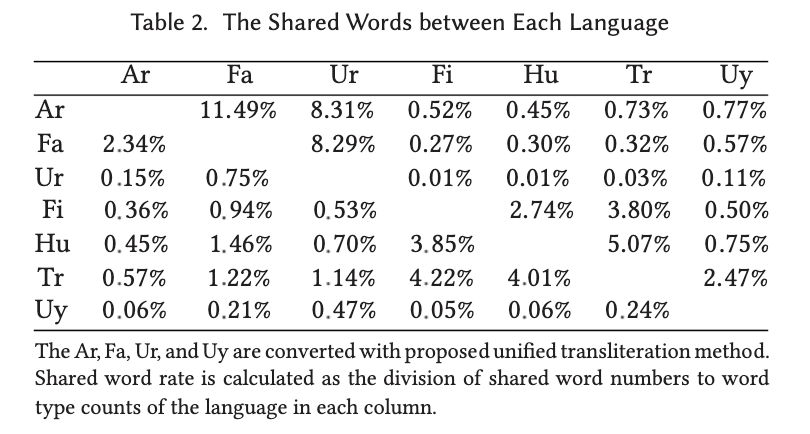 Table 2. The Shared Words between Each Language
Ar Fa Ur Fi Hu Tr Uy
Ar 11.49% 8.31% 0.52% 0.45% 0.73% 0.77%
Fa 2.34% 8.29% 0.27% 0.30% 0.32% 0.57%
Ur 0.15% 0.75% 0.01% 0.01% 0.03% 0.11%
Fi 0.36% 0.94% 0.53% 2.74% 3.80% 0.50%
Hu 0.45% 1.46% 0.70% 3.85% 5.07% 0.75%
Tr 0.57% 1.22% 1.14% 4.22% 4.01% 2.47%
Uy 0.06% 0.21% 0.47% 0.05% 0.06% 0.24%
The Ar, Fa, Ur, and Uy are converted with proposed unified transliteration method.
Shared word rate is calculated as the division of shared word numbers to word
type counts of the language in each column.